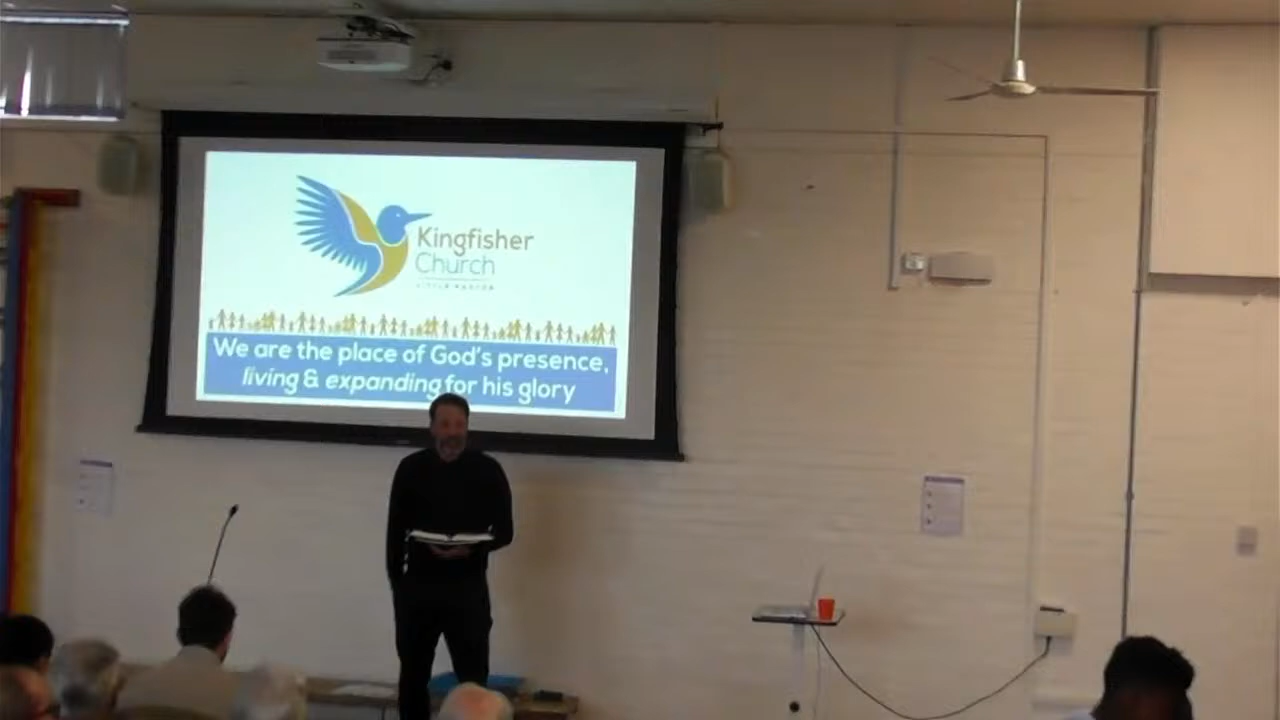 Kingfisher
Church
We are the place of God's presence,
living & expanding for his glory